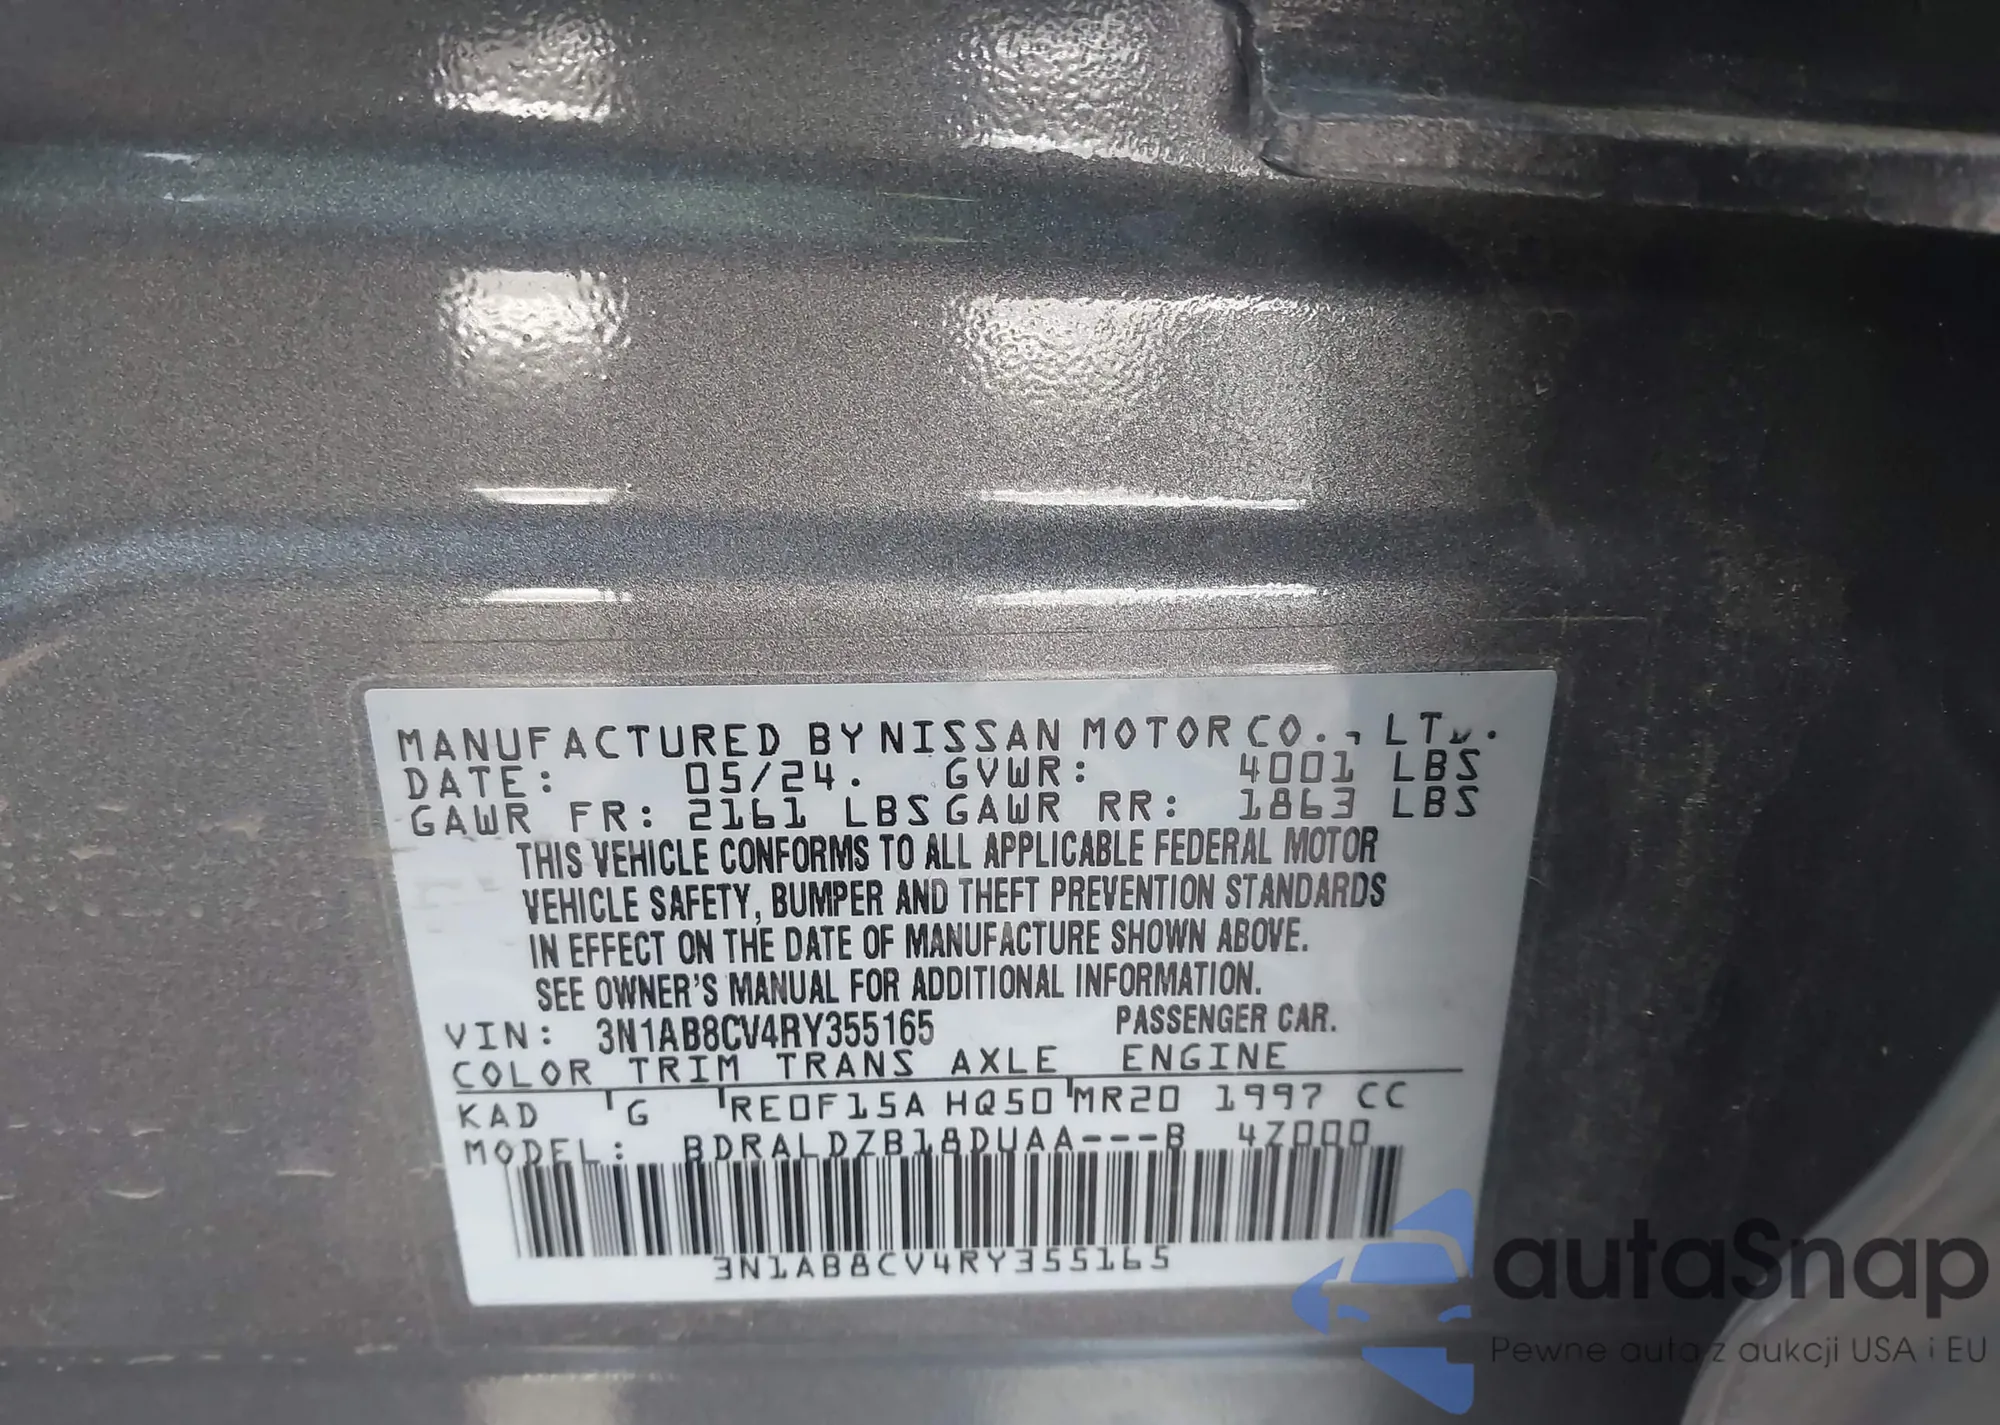 MANUFACTURED BY NISSAN MOTOR CO., LTD.
DATE: 05/24. GVWR: 4001 LBS
GAWR FR: 2161 LBS GAWR RR: 1863 LBS
THIS VEHICLE CONFORMS TO ALL APPLICABLE FEDERAL MOTOR
VEHICLE SAFETY, BUMPER AND THEFT PREVENTION STANDARDS
IN EFFECT ON THE DATE OF MANUFACTURE SHOWN ABOVE.
SEE OWNER'S MANUAL FOR ADDITIONAL INFORMATION.
VIN: 3N1AB8CV4RY355165 PASSENGER CAR.
COLOR TRIM TRANS AXLE ENGINE
KAD G RE0F15A HQ50 MR20 1997 CC
MODEL: BDRALDZB18DUAA---B 4Z000
3N1AB8CV4RY355165
autaSnap
Pewne auta z aukcji USA i EU